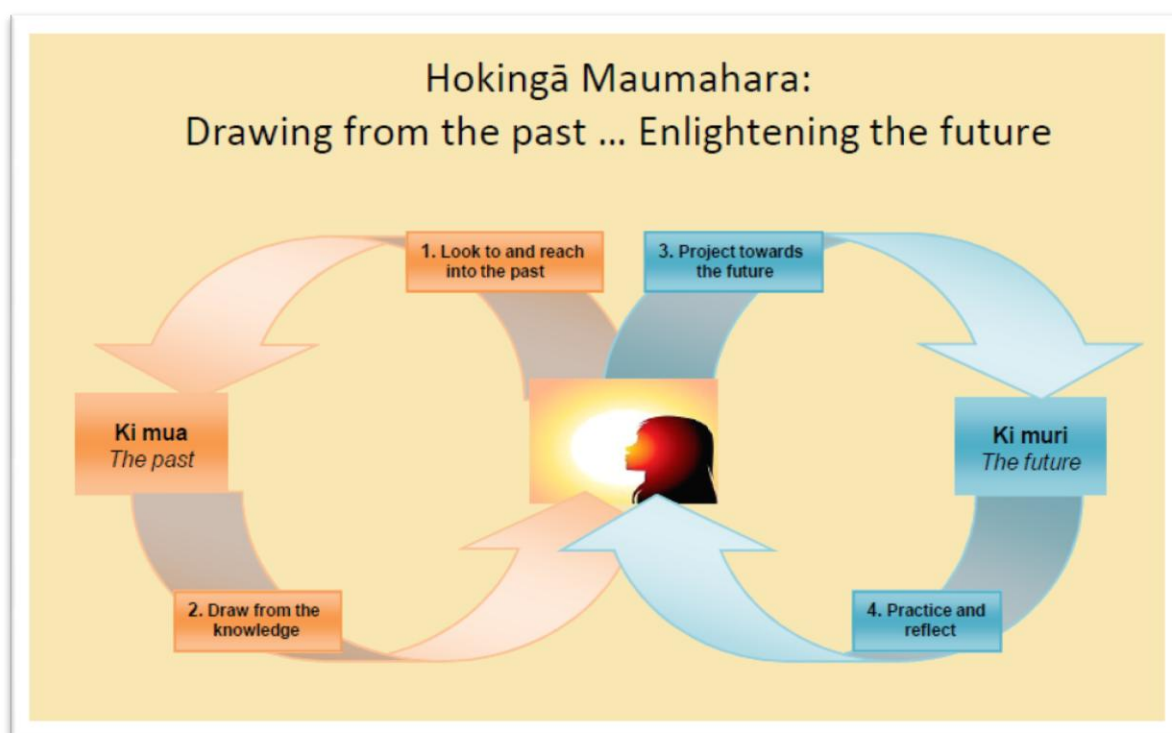 Hokingā Maumahara:
Drawing from the past ... Enlightening the future
1. Look to and reach
into the past
3. Project towards
the future
Ki mua
The past
Ki muri
The future
2. Draw from the
knowledge
4. Practice and
reflect